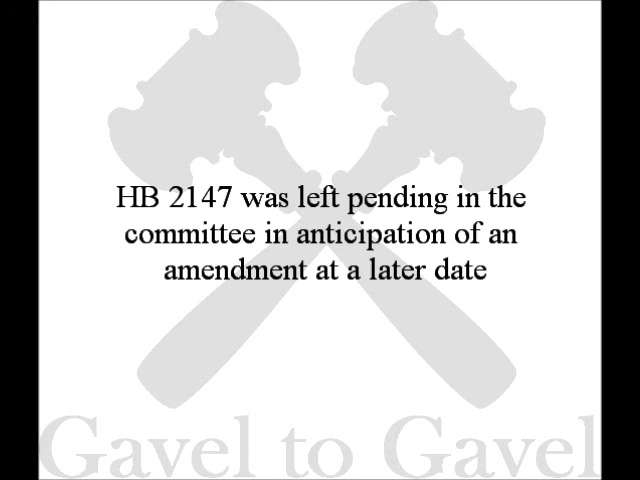 HB 2147 was left pending in the
committee in anticipation of an
amendment at a later date
Gavel to Gavel